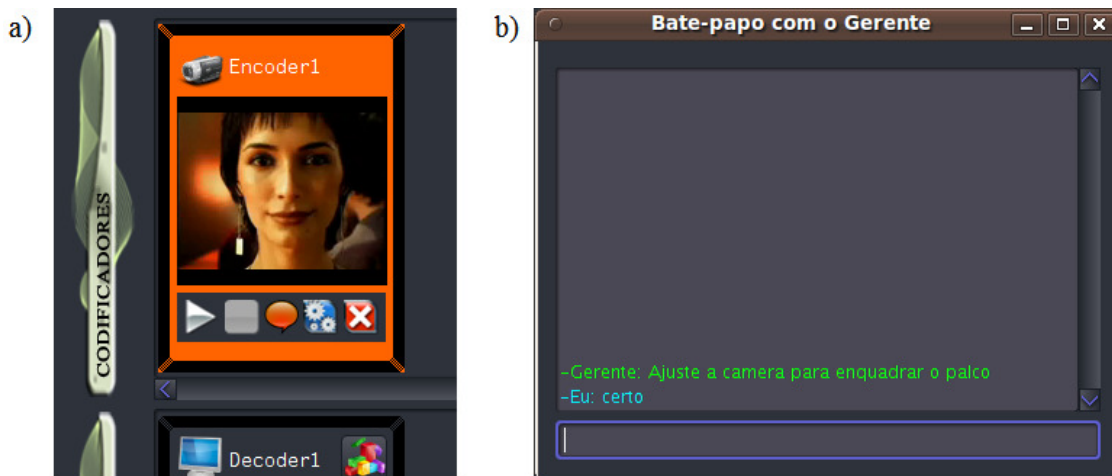 a)
CODIFICADORES
Encoder1
Decoder1
b)
Bate-papo com o Gerente
-Gerente: Ajuste a camera para enquadrar o palco
-Eu: certo